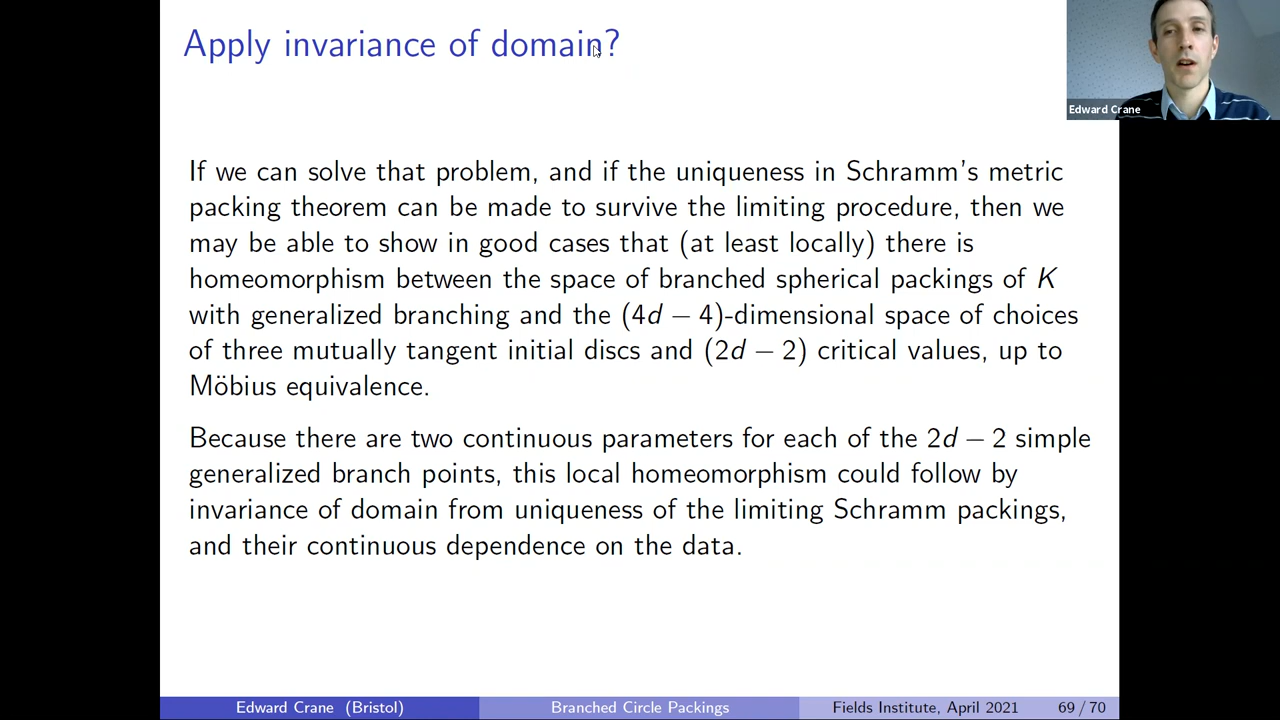 Apply invariance of domain?
Edward Crane
If we can solve that problem, and if the uniqueness in Schramm's metric
packing theorem can be made to survive the limiting procedure, then we
may be able to show in good cases that (at least locally) there is
homeomorphism between the space of branched spherical packings of K
with generalized branching and the (4d − 4)-dimensional space of choices
of three mutually tangent initial discs and (2d − 2) critical values, up to
Möbius equivalence.
Because there are two continuous parameters for each of the 2d − 2 simple
generalized branch points, this local homeomorphism could follow by
invariance of domain from uniqueness of the limiting Schramm packings,
and their continuous dependence on the data.
Edward Crane (Bristol)
Branched Circle Packings
Fields Institute, April 2021
69 / 70